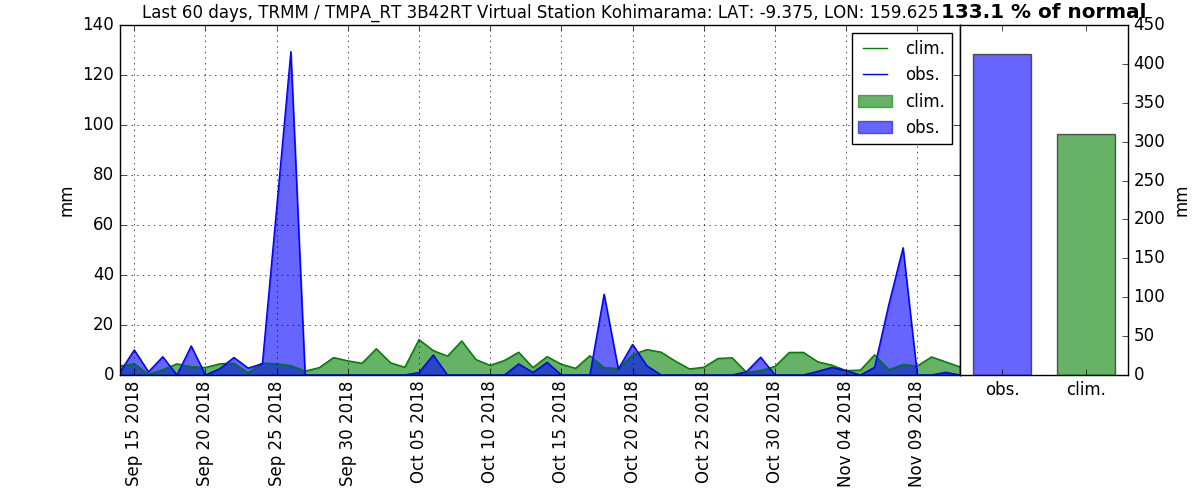 Last 60 days, TRMM / TMPA_RT 3B42RT Virtual Station Kohimarama: LAT: -9.375, LON: 159.625
133.1 % of normal
140
120
100
80
60
40
20
0
mm
clim.
obs.
clim.
obs.
Sep 15 2018
Sep 20 2018
Sep 25 2018
Sep 30 2018
Oct 05 2018
Oct 10 2018
Oct 15 2018
Oct 20 2018
Oct 25 2018
Oct 30 2018
Nov 04 2018
Nov 09 2018
450
400
350
300
250
200
150
100
50
0
mm
obs.
clim.